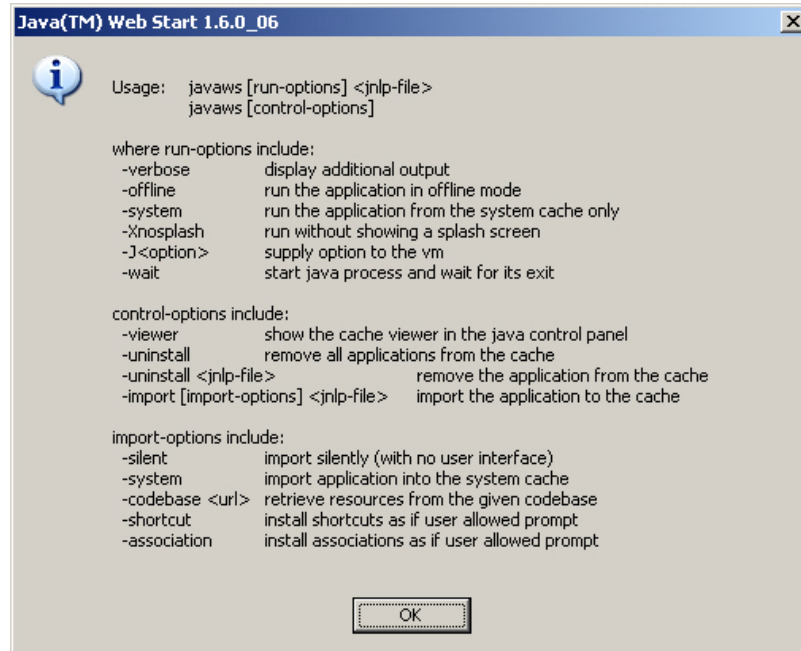 Java(TM) Web Start 1.6.0_06
Usage: javaws [run-options] <jnlp-file>
javaws [control-options]
where run-options include:
-verbose display additional output
-offline run the application in offline mode
-system run the application from the system cache only
-Xnosplash run without showing a splash screen
-J<option> supply option to the vm
-wait start java process and wait for its exit
control-options include:
-viewer show the cache viewer in the java control panel
-uninstall remove all applications from the cache
-uninstall <jnlp-file> remove the application from the cache
-import [import-options] <jnlp-file> import the application to the cache
import-options include:
-silent import silently (with no user interface)
-system import application into the system cache
-codebase <url> retrieve resources from the given codebase
-shortcut install shortcuts as if user allowed prompt
-association install associations as if user allowed prompt
OK